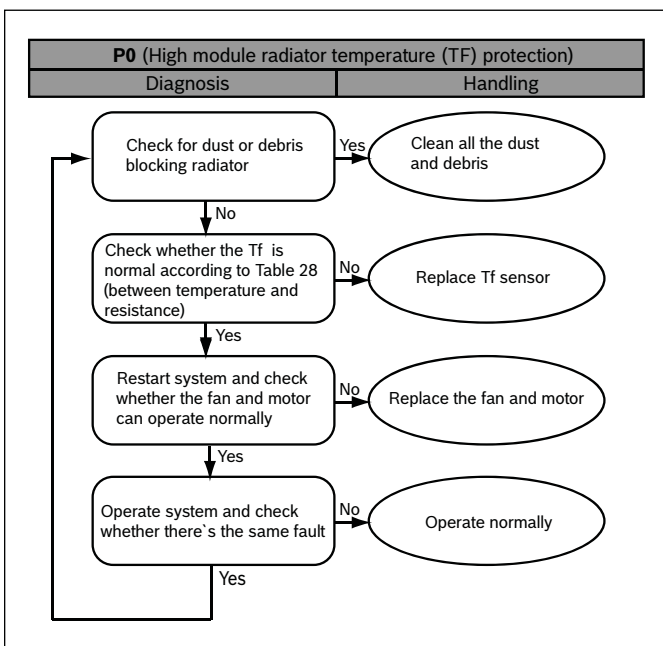 P0 (High module radiator temperature (TF) protection)
Diagnosis
Handling
Check for dust or debris
blocking radiator
Yes
Clean all the dust
and debris
No
Check whether the Tf is
normal according to Table 28
(between temperature and
resistance)
No
Replace Tf sensor
Yes
Restart system and check
whether the fan and motor
can operate normally
No
Replace the fan and motor
Yes
Operate system and check
whether there`s the same fault
No
Operate normally
Yes